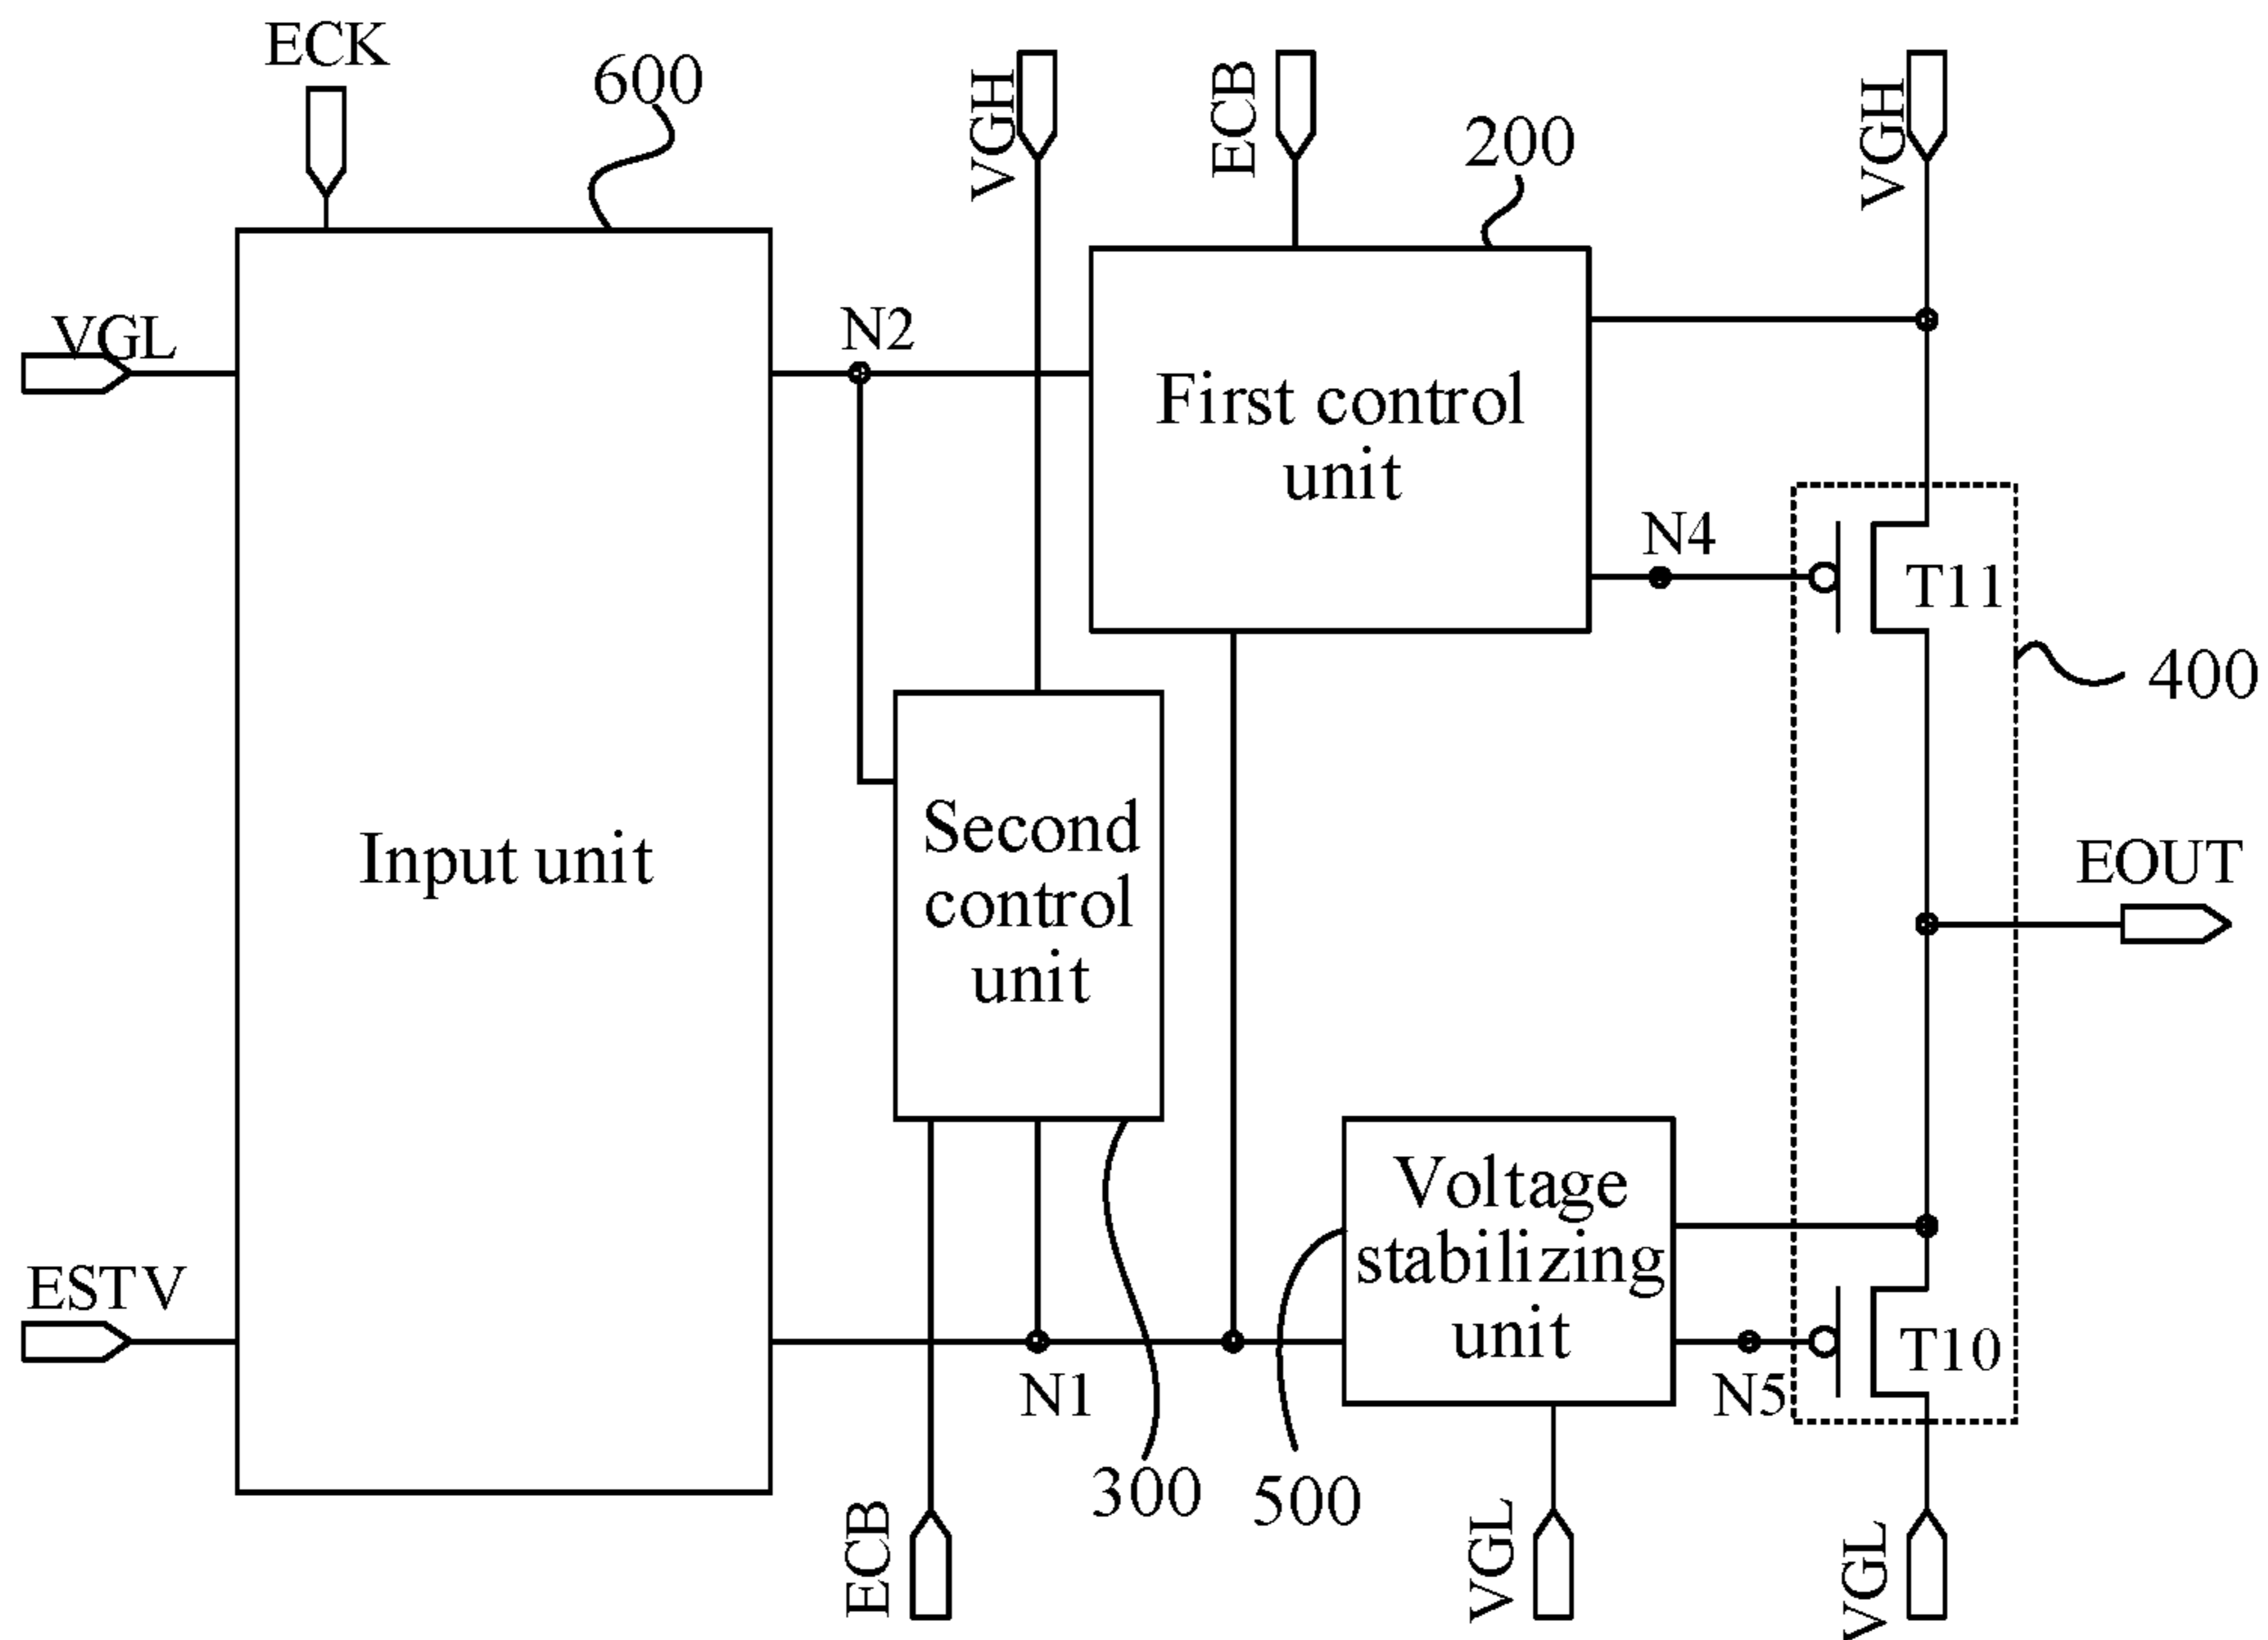 ECK
600
VGH
ECB
200
VGH
VGL
N2
First control
unit
N4
T11
400
Input unit
Second
control
unit
EOUT
Voltage
stabilizing
unit
ESTV
N1
N5
T10
300
500
ECB
VGL
VGL